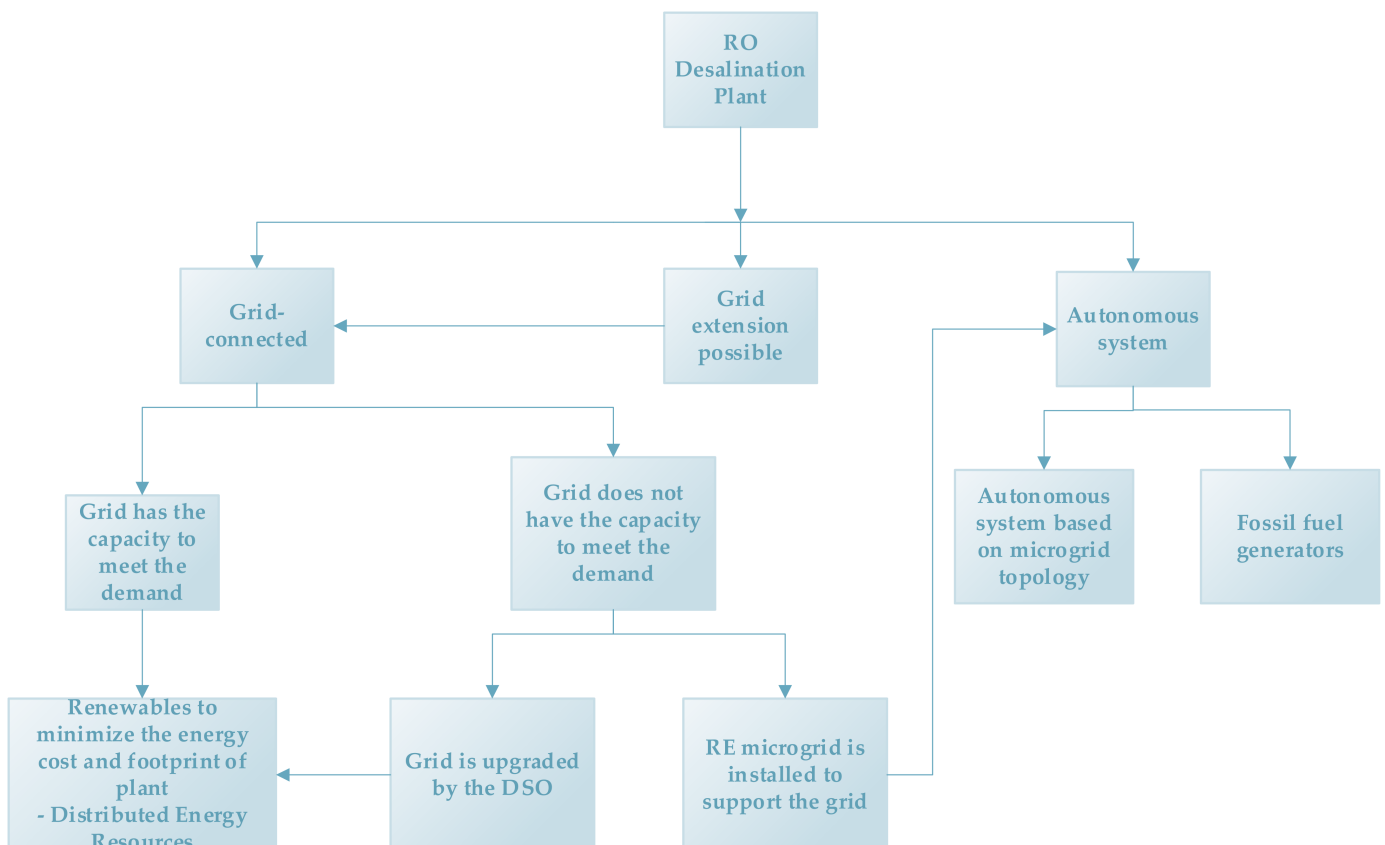 RO
Desalination
Plant
Grid-
connected
Grid
extension
possible
Autonomous
system
Grid has the
capacity to
meet the
demand
Grid does not
have the capacity
to meet the
demand
Autonomous
system based
on microgrid
topology
Fossil fuel
generators
Renewables to
minimize the energy
cost and footprint of
plant
- Distributed Energy
Resources
Grid is upgraded
by the DSO
RE microgrid is
installed to
support the grid